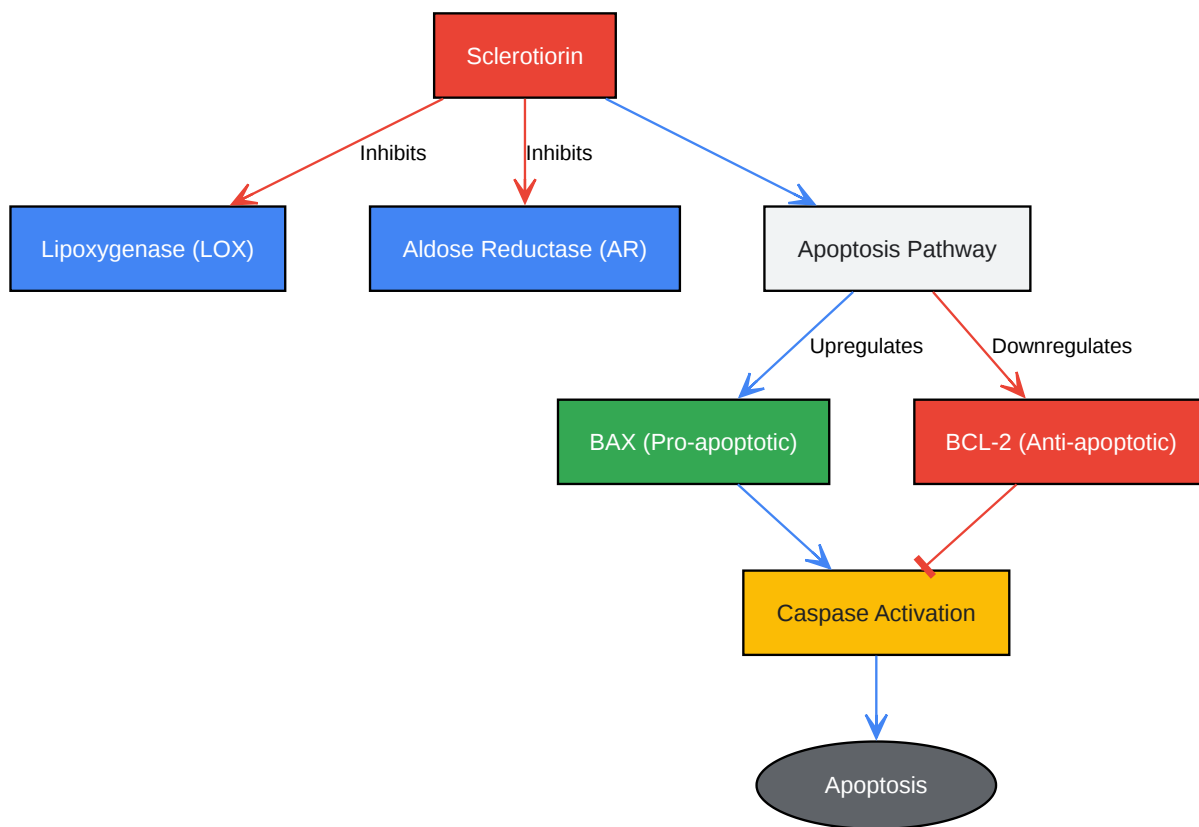 Sclerotiorin
Inhibits
Inhibits
Lipoxygenase (LOX)
Aldose Reductase (AR)
Apoptosis Pathway
Upregulates
Downregulates
BAX (Pro-apoptotic)
BCL-2 (Anti-apoptotic)
Caspase Activation
Apoptosis